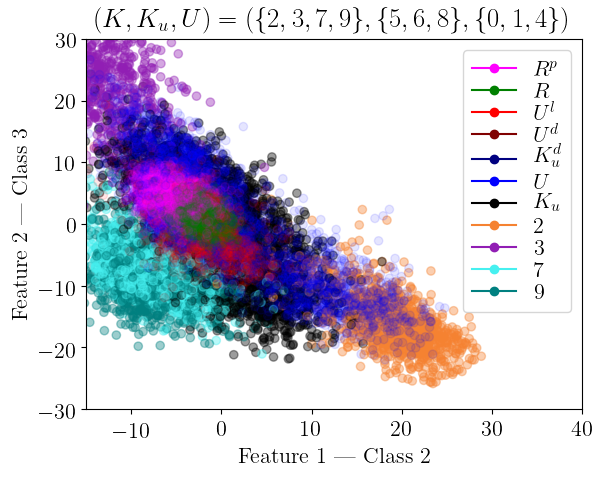 (K, K_u, U) = ({2, 3, 7, 9}, {5, 6, 8}, {0, 1, 4})
Feature 2 — Class 3
30
20
10
0
−10
−20
−30
R^p
R
U^l
U^d
K_u^d
U
K_u
2
3
7
9
−10
0
10
20
30
40
Feature 1 — Class 2